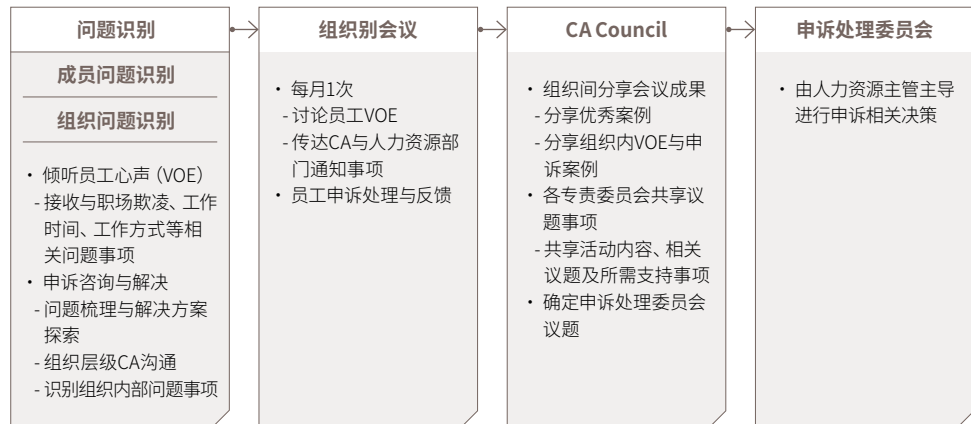 问题识别
成员问题识别
组织问题识别
• 倾听员工心声（VOE）
- 接收与职场欺凌、工作
时间、工作方式等相
关问题事项
• 申诉咨询与解决
- 问题梳理与解决方案
探索
- 组织层级CA沟通
- 识别组织内部问题事项
组织别会议
• 每月1次
- 讨论员工VOE
- 传达CA与人力资源部
门通知事项
• 员工申诉处理与反馈
CA Council
• 组织间分享会议成果
- 分享优秀案例
- 分享组织内VOE与申
诉案例
• 各专责委员会共享议
题事项
- 共享活动内容、相关
议题及所需支持事项
• 确定申诉处理委员会
议题
申诉处理委员会
• 由人力资源主管主导
进行申诉相关决策